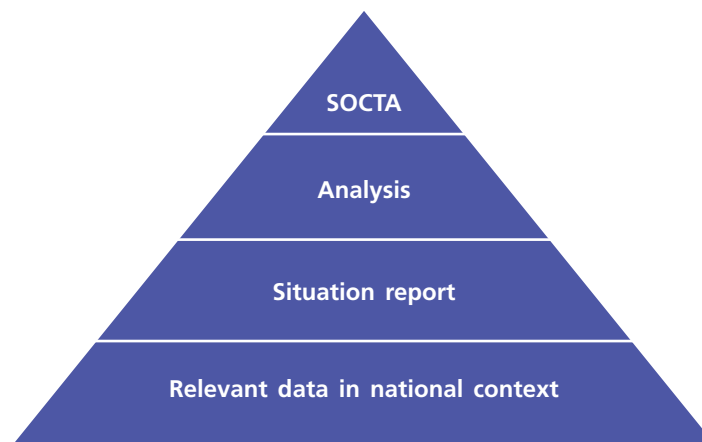 SOCTA
Analysis
Situation report
Relevant data in national context